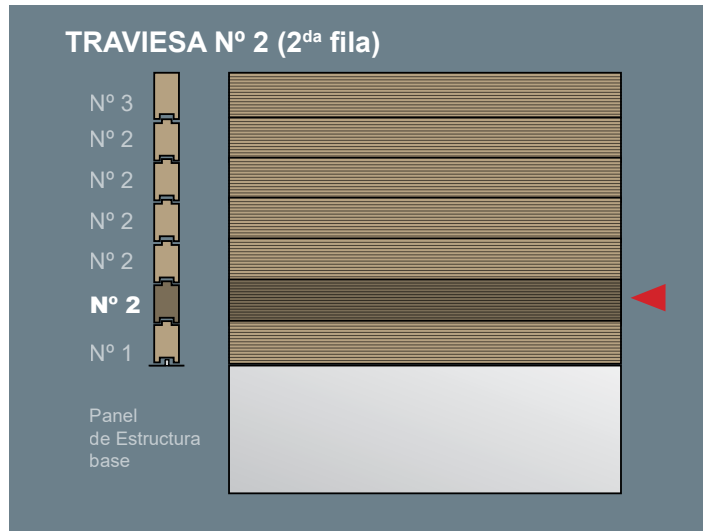 TRAVIESA Nº 2 (2da fila)
Nº 3
Nº 2
Nº 2
Nº 2
Nº 2
Nº 2
Nº 1
Panel
de Estructura
base